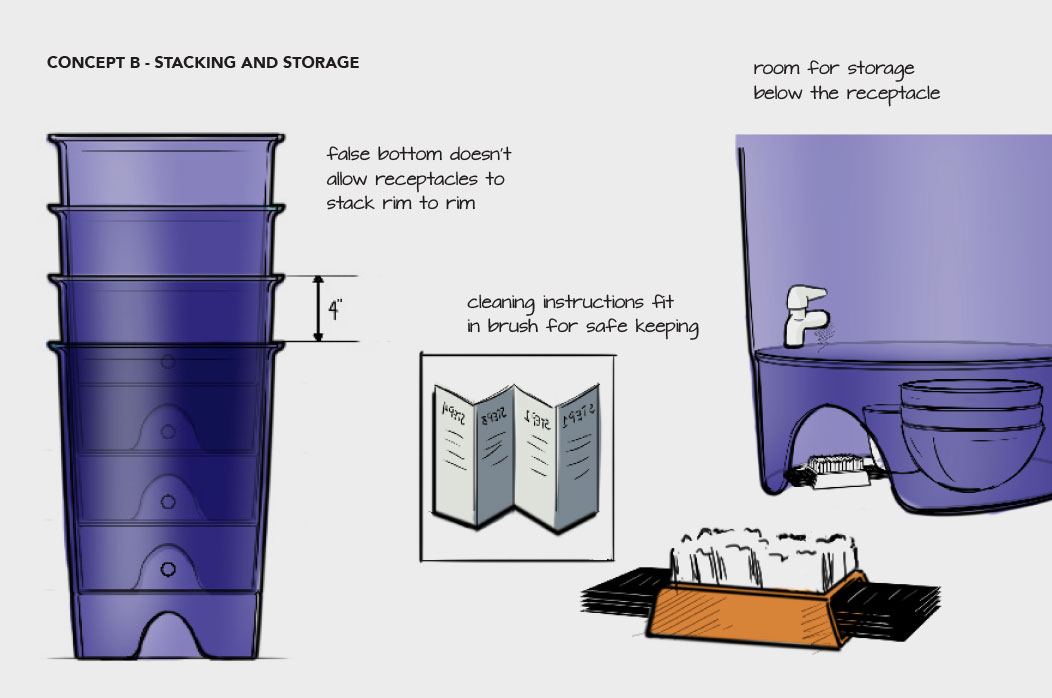 CONCEPT B - STACKING AND STORAGE
room for storage
below the receptacle
false bottom doesn't
allow receptacles to
stack rim to rim
4"
cleaning instructions fit
in brush for safe keeping